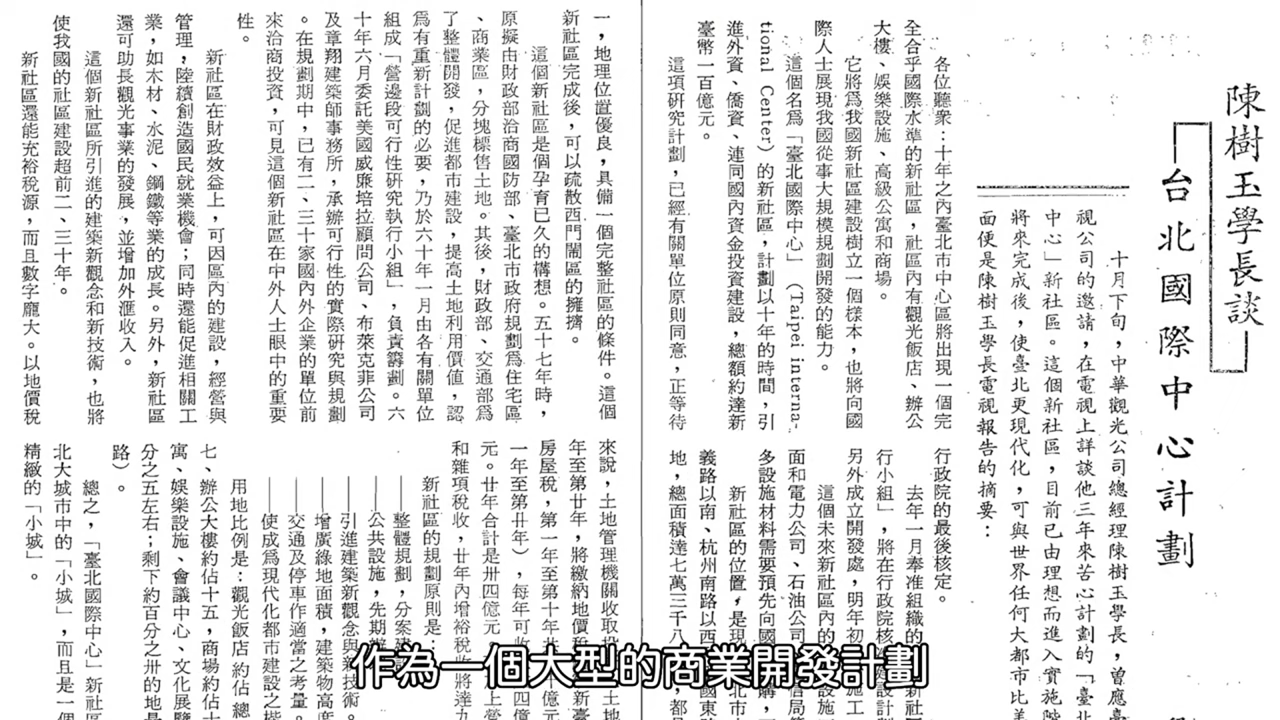 陳樹玉學長談
台北國際中心計劃
十月下旬，中華觀光公司總經理陳樹玉學長，曾應臺
視公司的邀請，在電視上詳談他三年來苦心計劃的「臺北
中心」新社區。這個新社區，目前已由理想而進入實施階
將來完成後，使臺北更現代化，可與世界任何大都市比美
面便是陳樹玉學長電視報告的摘要：
各位聽衆：十年之內臺北市中心區將出現一個完
全合乎國際水準的新社區，社區內有觀光飯店、辦公
大樓、娛樂設施、高級公寓和商場。
它將爲我國新社區建設樹立一個樣本，也將向國
際人士展現我國從事大規模規劃開發的能力。
這個名爲「臺北國際中心」（Taipei interna-
tional Center）的新社區，計劃以十年的時間，引
進外資、僑資、連同國內資金投資建設，總額約達新
臺幣一百億元。
這項研究計劃，已經有關單位原則同意，正等待
行政院的最後核定。
去年一月奉准組織的
新社
行小組」，將在行政院核
設計劃
另外成立開發處，明年初
施工
這個未來新社區內的
面和電力公司、石油公司
信局
多設施材料需要預先向國
購，
新社區的位置，是現
北市
義路以南、杭州南路以西
國東
地，總面積達七萬三千八
一，地理位置優良，具備一個完整社區的條件。這個
新社區完成後，可以疏散西門鬧區的擁擠。
這個新社區是個孕育已久的構想。五十七年時，
原擬由財政部洽商國防部、臺北市政府規劃爲住宅區
、商業區，分塊標售土地。其後，財政部、交通部爲
了整體開發，促進都市建設，提高土地利用價値，認
爲有重新計劃的必要，乃於六十年一月由各有關單位
組成「營邊段可行性研究執行小組」，負責籌劃。六
十年六月委託美國威廉培拉顧問公司、布萊克菲公司
及章翔建築師事務所，承辦可行性的實際研究與規劃
。在規劃期中，已有二、三十家國內外企業的單位前
來洽商投資，可見這個新社區在中外人士眼中的重要
性。
新社區在財政效益上，可因區內的建設，經營與
管理，陸續創造國民就業機會；同時還能促進相關工
業，如木材、水泥、鋼鐵等業的成長。另外，新社區
還可助長觀光事業的發展，並增加外滙收入。
這個新社區所引進的建築新觀念和新技術，也將
使我國的社區建設超前二、三十年。
新社區還能充裕稅源，而且數字龐大。以地價稅
來說，土地管理機關收取
土地
年至第廿年，將繳納地價稅
新臺
房屋稅，第一年至第十年
億元
一年至第卅年），每年可收
四億
元。廿年合計是卅四億元。
上營
和雜項稅收，廿年內增裕稅收將達九
新社區的規劃原則是：
——整體規劃，分案建
——公共設施，先期
——引進建築新觀念與新技術。
——增廣綠地面積，建築物高度
——交通及停車作適當之考量。
——使成爲現代化都市建設之楷
用地比例是：觀光飯店約佔總
七、辦公大樓約佔十五，商場約佔十
寓、娛樂設施、會議中心、文化展覽
分之五左右；剩下約百分之卅的地是
路）。
總之，「臺北國際中心」新社區
北大城市中的「小城」，而且是一個
精緻的「小城」。
作為一個大型的商業開發計劃